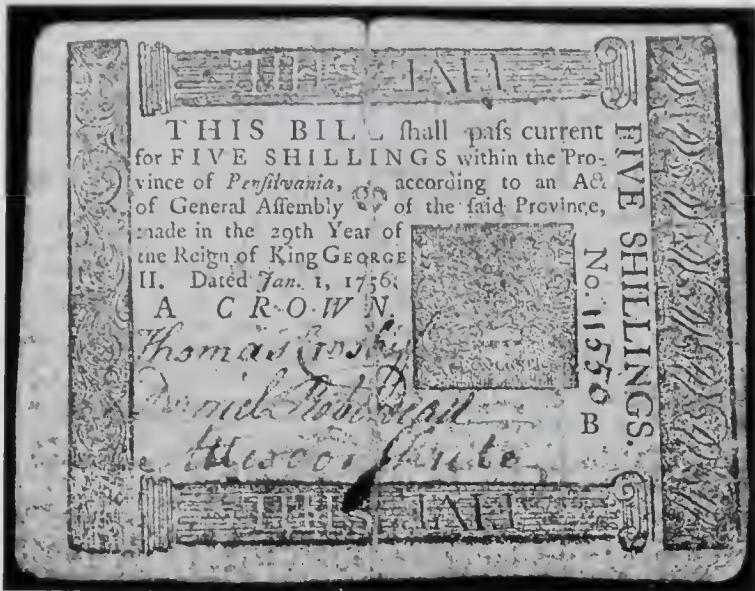 THIS BILL ſhall paſs current
for FIVE SHILLINGS within the Pro-
vince of Penſilvania, according to an Act
of General Aſſembly of the ſaid Province,
made in the 29th Year of
the Reign of King GEORGE
II. Dated Jan. 1, 1756.
A CROWN
Thomas Crosby
Daniel Roberdeau
FIVE SHILLINGS.
No. 11550
B